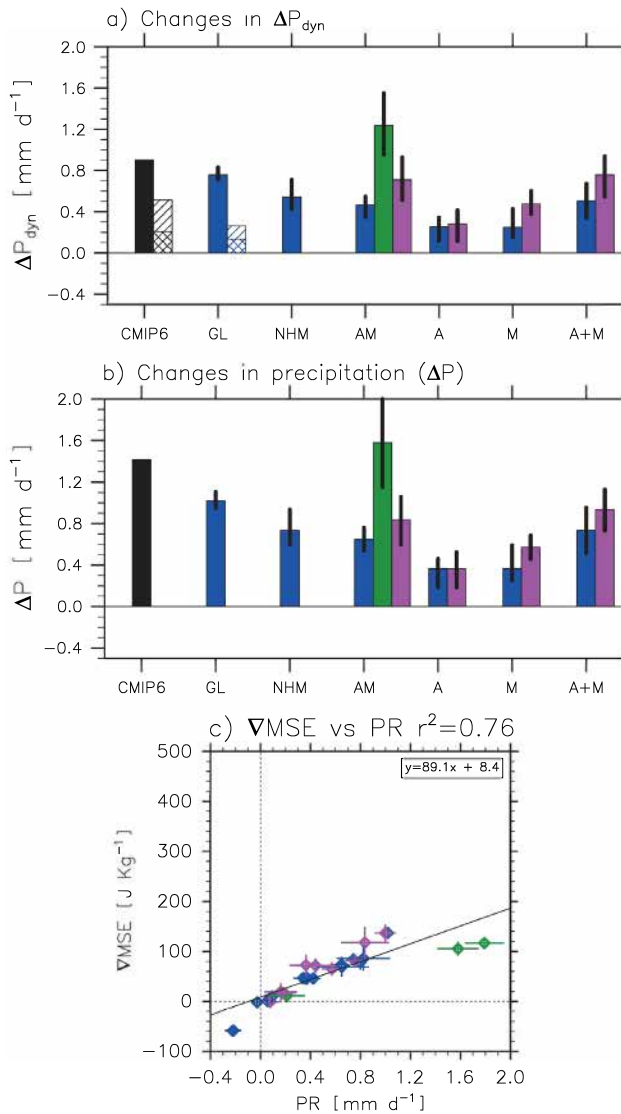 a) Changes in ΔP_dyn
ΔP_dyn [ mm d⁻¹ ]
2.0
1.6
1.2
0.8
0.4
0.0
−0.4
CMIP6 GL NHM AM A M A+M
b) Changes in precipitation (ΔP)
ΔP [ mm d⁻¹ ]
2.0
1.6
1.2
0.8
0.4
0.0
−0.4
CMIP6 GL NHM AM A M A+M
c) ∇MSE vs PR r²=0.76
y=89.1x + 8.4
∇MSE [ J Kg⁻¹ ]
500
400
300
200
100
0
−100
−0.4 0.0 0.4 0.8 1.2 1.6 2.0
PR [ mm d⁻¹ ]